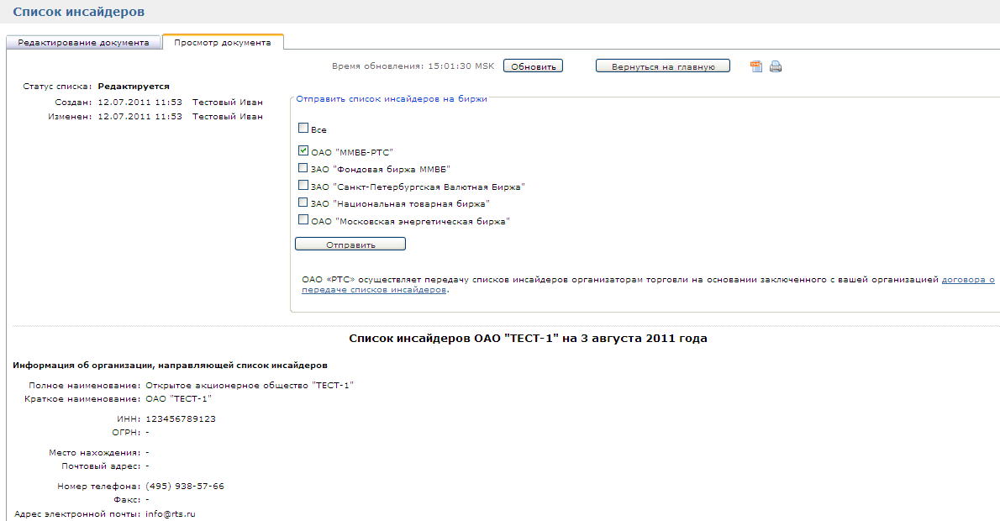 Список инсайдеров
Редактирование документа
Просмотр документа
Время обновления: 15:01:30 MSK
Обновить
Вернуться на главную
Статус списка: Редактируется
Создан: 12.07.2011 11:53 Тестовый Иван
Изменен: 12.07.2011 11:53 Тестовый Иван
Отправить список инсайдеров на биржи
Все
ОАО "ММВБ-РТС"
ЗАО "Фондовая биржа ММВБ"
ЗАО "Санкт-Петербургская Валютная Биржа"
ЗАО "Национальная товарная биржа"
ОАО "Московская энергетическая биржа"
Отправить
ОАО «РТС» осуществляет передачу списков инсайдеров организаторам торговли на основании заключенного с вашей организацией договора о
передаче списков инсайдеров.
Список инсайдеров ОАО "ТЕСТ-1" на 3 августа 2011 года
Информация об организации, направляющей список инсайдеров
Полное наименование: Открытое акционерное общество "ТЕСТ-1"
Краткое наименование: ОАО "ТЕСТ-1"
ИНН: 123456789123
ОГРН: -
Место нахождения: -
Почтовый адрес: -
Номер телефона: (495) 938-57-66
Факс: -
Адрес электронной почты: info@rts.ru